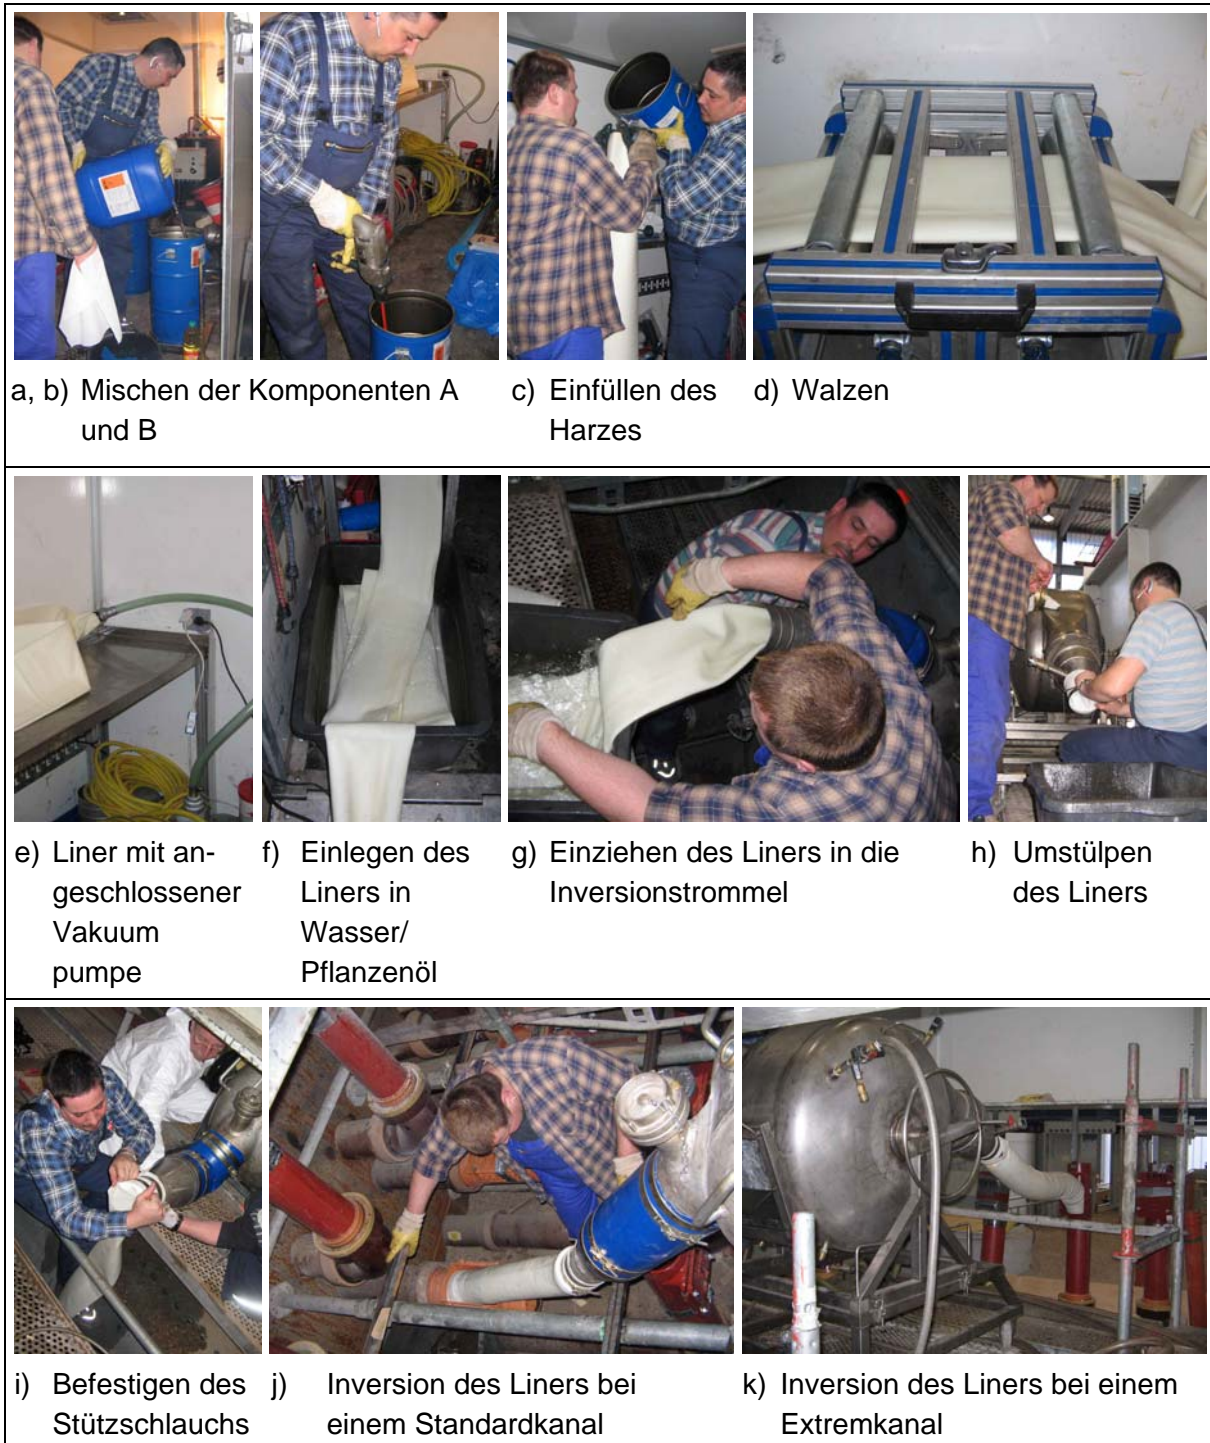 a, b) Mischen der Komponenten A
und B
c) Einfüllen des
Harzes
d) Walzen
e) Liner mit an-
geschlossener
Vakuum
pumpe
f) Einlegen des
Liners in
Wasser/
Pflanzenöl
g) Einziehen des Liners in die
Inversionstrommel
h) Umstülpen
des Liners
i) Befestigen des
Stützschlauchs
j) Inversion des Liners bei
einem Standardkanal
k) Inversion des Liners bei einem
Extremkanal